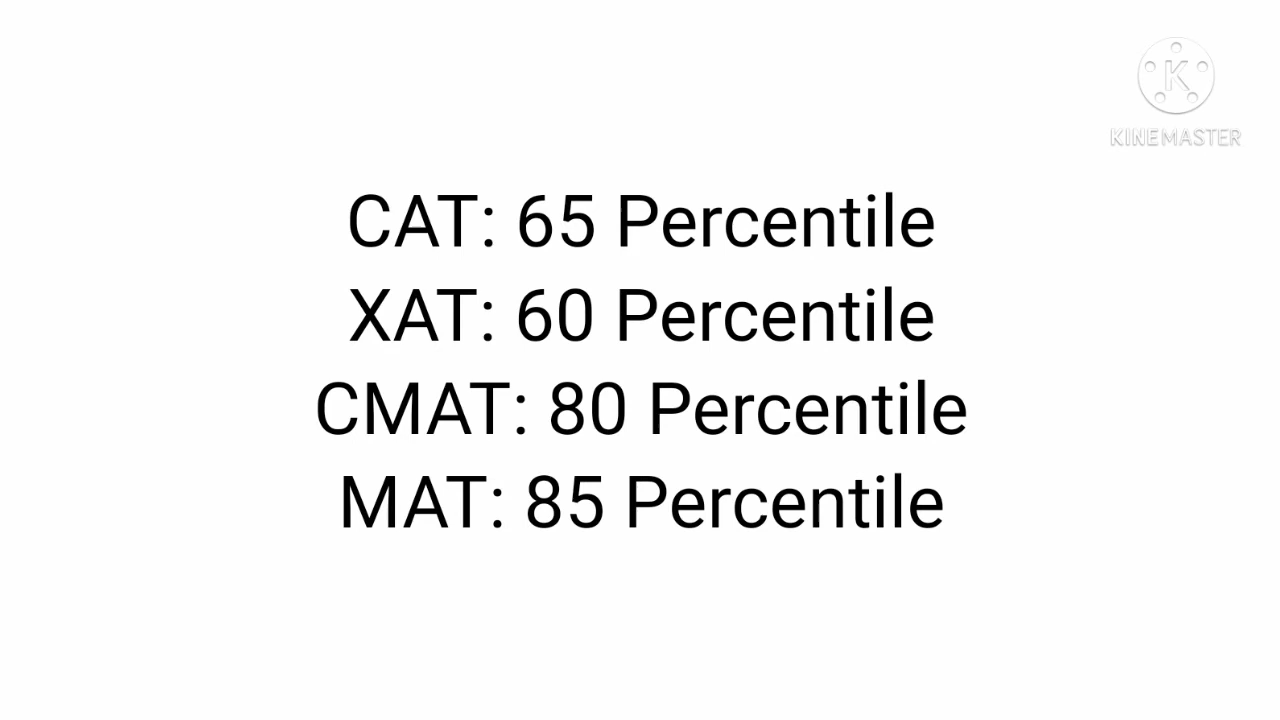 K
KINEMASTER
CAT: 65 Percentile
XAT: 60 Percentile
CMAT: 80 Percentile
MAT: 85 Percentile